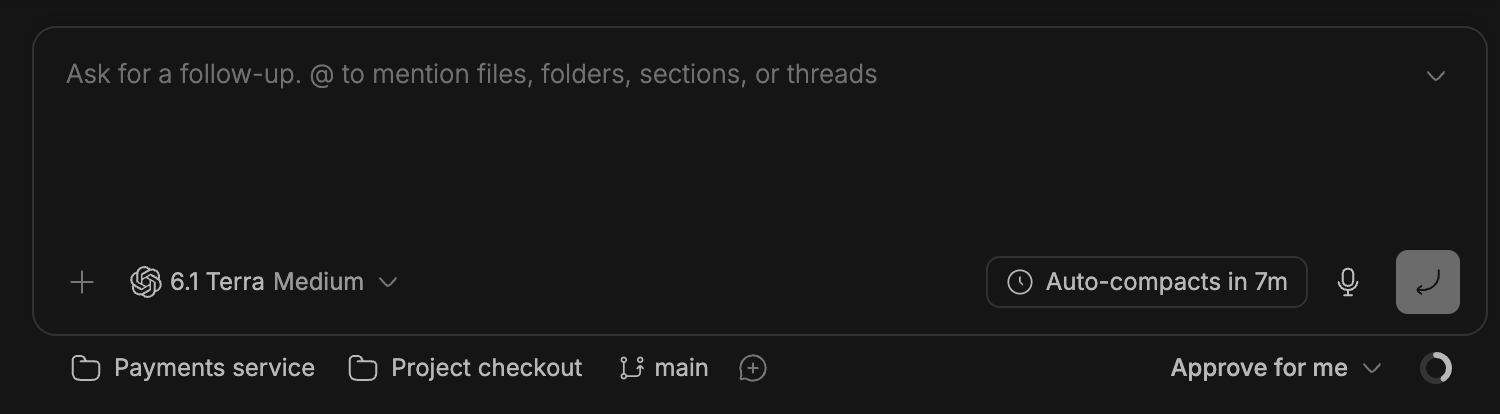 Ask for a follow-up. @ to mention files, folders, sections, or threads
6.1 Terra Medium Auto-compacts in 7m
Payments service Project checkout main Approve for me